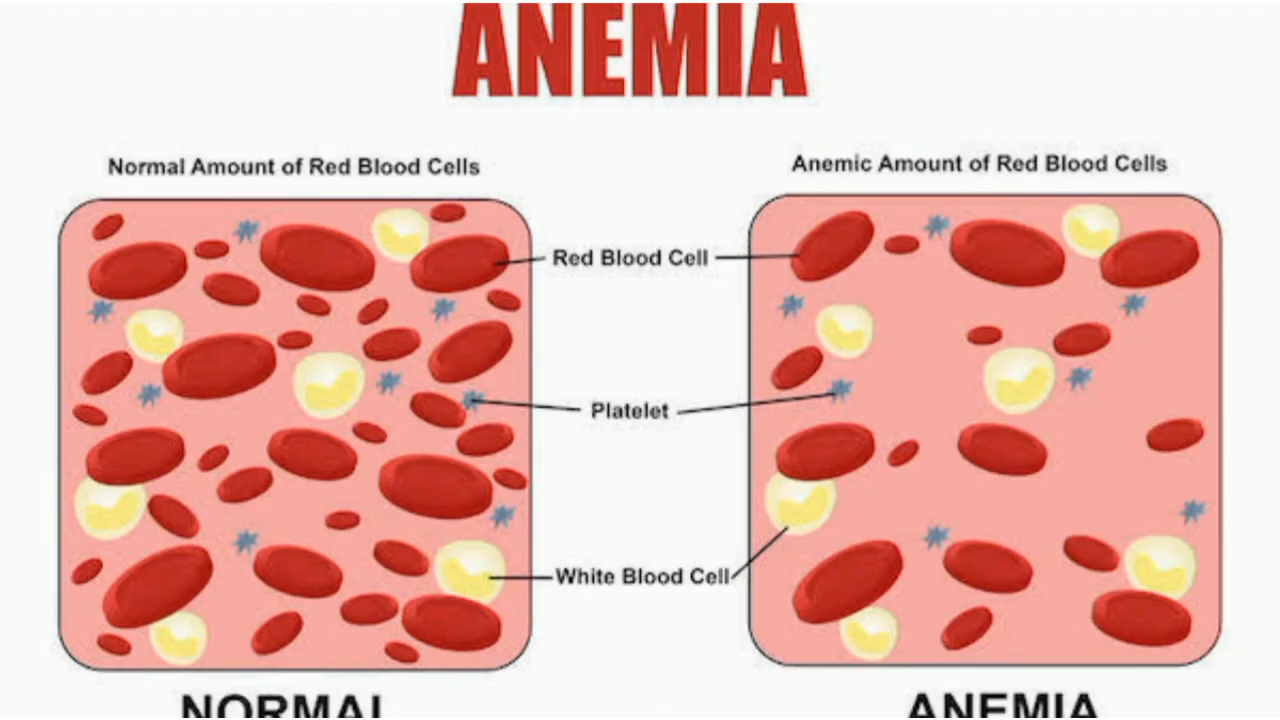 ANEMIA
Normal Amount of Red Blood Cells
Anemic Amount of Red Blood Cells
Red Blood Cell
Platelet
White Blood Cell
NORMAL
ANEMIA